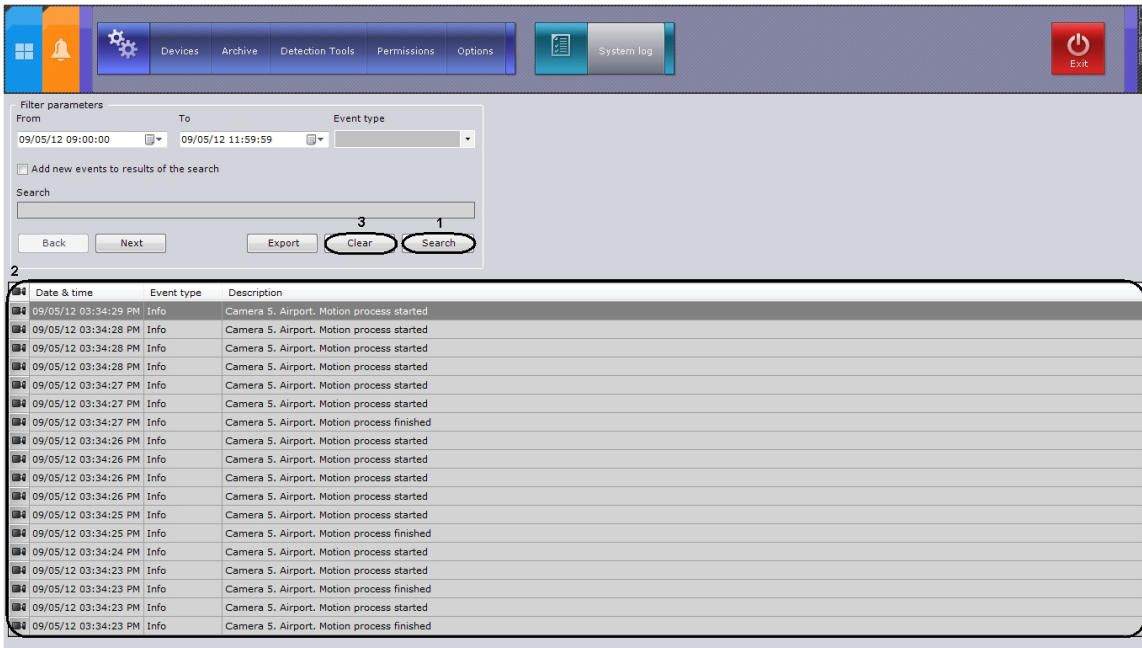 Devices Archive Detection Tools Permissions Options System log Exit
Filter parameters
From To Event type
09/05/12 09:00:00 09/05/12 11:59:59
Add new events to results of the search
Search
3 1
Back Next Export Clear Search
2
Date & time Event type Description
09/05/12 03:34:29 PM Info Camera 5. Airport. Motion process started
09/05/12 03:34:28 PM Info Camera 5. Airport. Motion process started
09/05/12 03:34:28 PM Info Camera 5. Airport. Motion process started
09/05/12 03:34:28 PM Info Camera 5. Airport. Motion process started
09/05/12 03:34:27 PM Info Camera 5. Airport. Motion process started
09/05/12 03:34:27 PM Info Camera 5. Airport. Motion process started
09/05/12 03:34:27 PM Info Camera 5. Airport. Motion process finished
09/05/12 03:34:26 PM Info Camera 5. Airport. Motion process started
09/05/12 03:34:26 PM Info Camera 5. Airport. Motion process started
09/05/12 03:34:26 PM Info Camera 5. Airport. Motion process started
09/05/12 03:34:26 PM Info Camera 5. Airport. Motion process started
09/05/12 03:34:25 PM Info Camera 5. Airport. Motion process started
09/05/12 03:34:25 PM Info Camera 5. Airport. Motion process finished
09/05/12 03:34:24 PM Info Camera 5. Airport. Motion process started
09/05/12 03:34:23 PM Info Camera 5. Airport. Motion process started
09/05/12 03:34:23 PM Info Camera 5. Airport. Motion process finished
09/05/12 03:34:23 PM Info Camera 5. Airport. Motion process started
09/05/12 03:34:23 PM Info Camera 5. Airport. Motion process finished